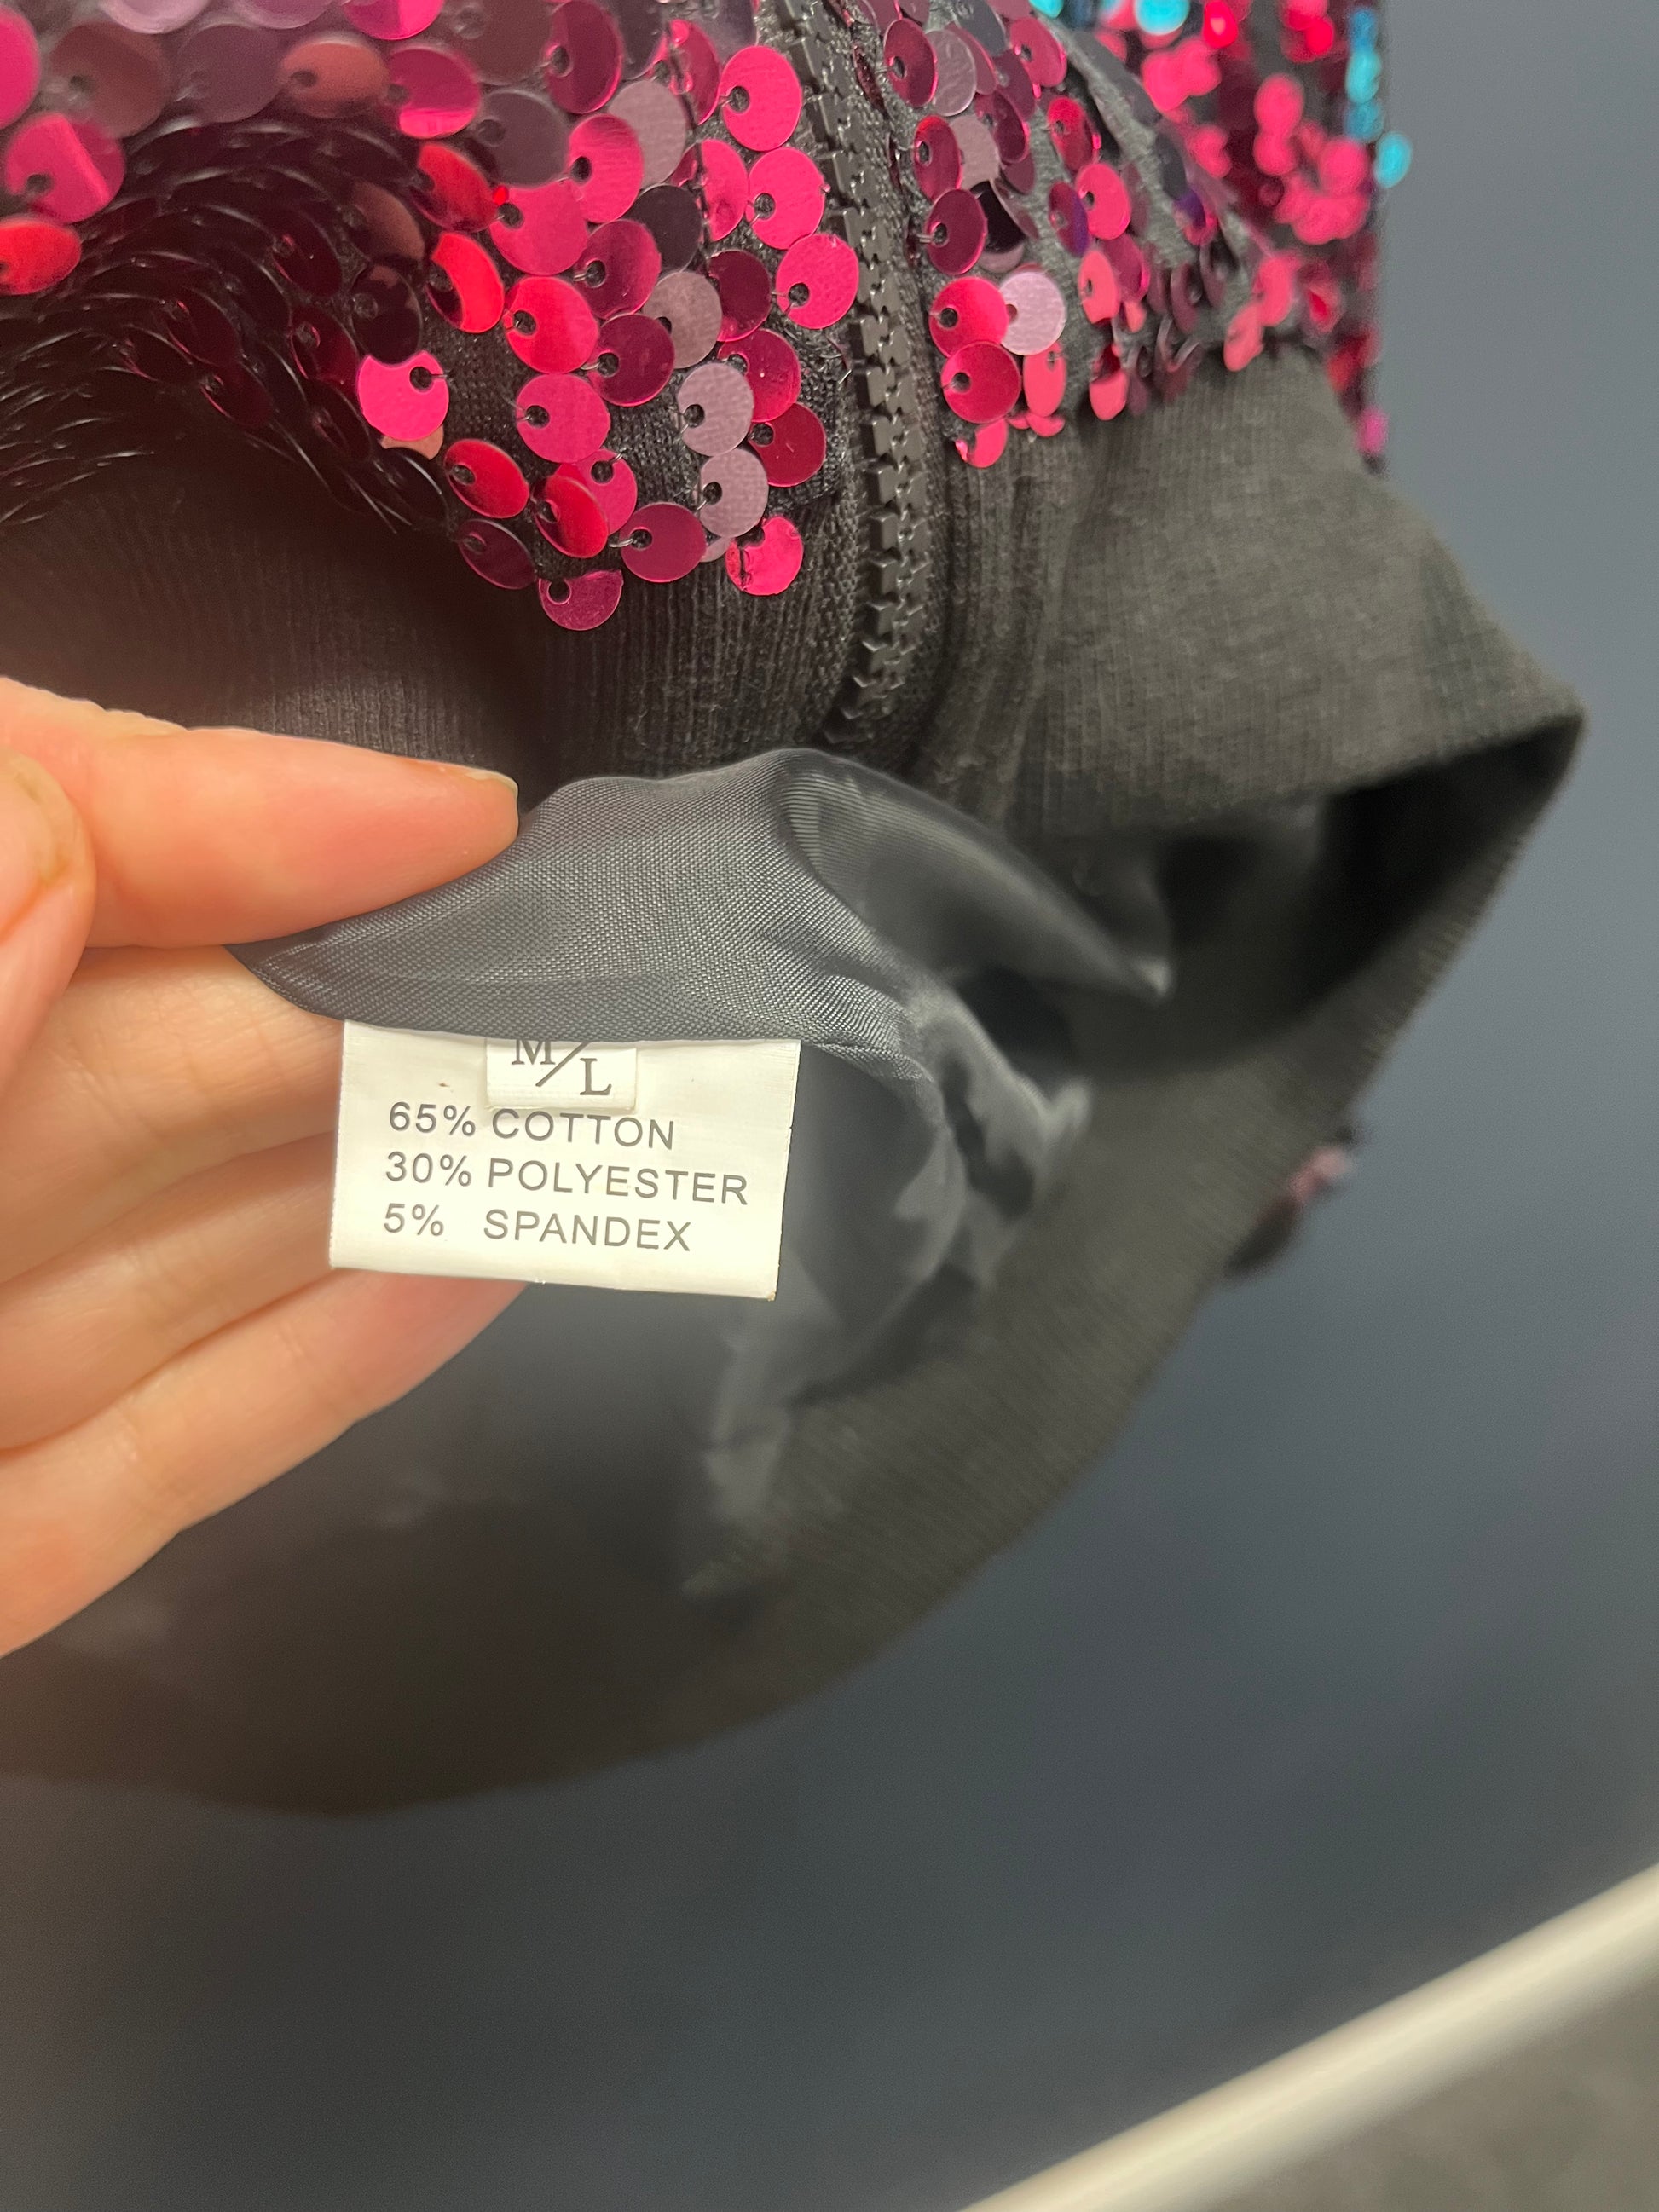 M/L
65% COTTON
30% POLYESTER
5% SPANDEX